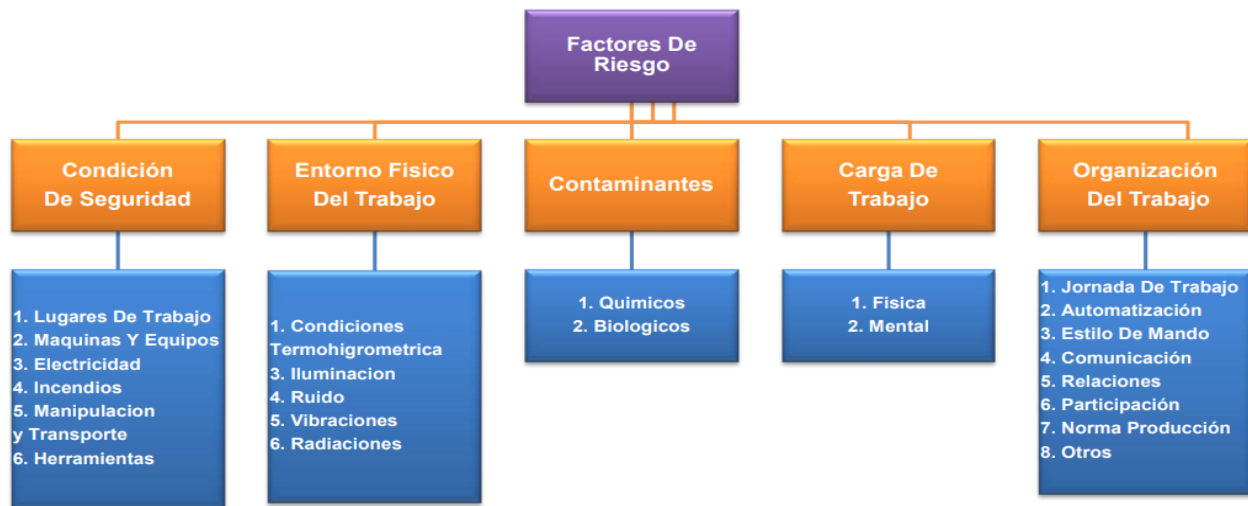 Factores De
Riesgo
Condición
De Seguridad
Entorno Fisico
Del Trabajo
Contaminantes
Carga De
Trabajo
Organización
Del Trabajo
1. Lugares De Trabajo
2. Maquinas Y Equipos
3. Electricidad
4. Incendios
5. Manipulacion
y Transporte
6. Herramientas
1. Condiciones
Termohigrometrica
3. Iluminacion
4. Ruido
5. Vibraciones
6. Radiaciones
1. Quimicos
2. Biologicos
1. Fisica
2. Mental
1. Jornada De Trabajo
2. Automatización
3. Estilo De Mando
4. Comunicación
5. Relaciones
6. Participación
7. Norma Producción
8. Otros